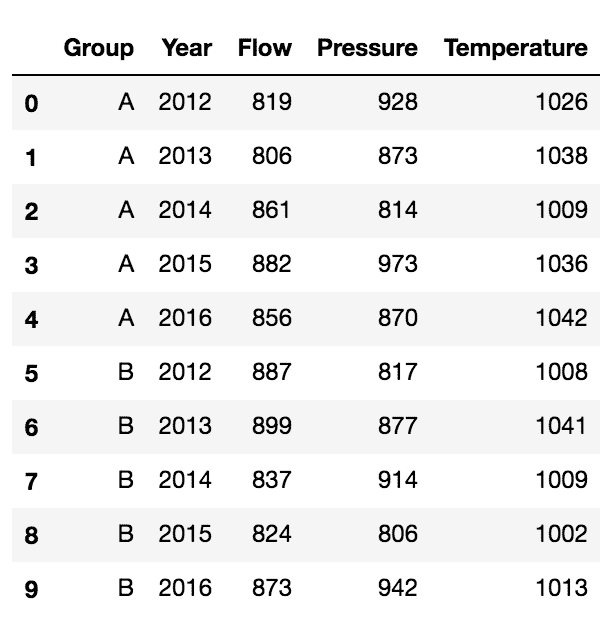 Group Year Flow Pressure Temperature
0 A 2012 819 928 1026
1 A 2013 806 873 1038
2 A 2014 861 814 1009
3 A 2015 882 973 1036
4 A 2016 856 870 1042
5 B 2012 887 817 1008
6 B 2013 899 877 1041
7 B 2014 837 914 1009
8 B 2015 824 806 1002
9 B 2016 873 942 1013